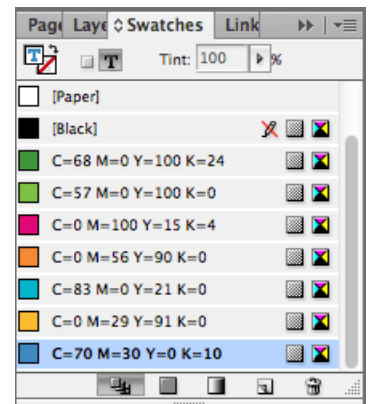 Page Laye Swatches Link
T T Tint: 100 %
[Paper]
[Black]
C=68 M=0 Y=100 K=24
C=57 M=0 Y=100 K=0
C=0 M=100 Y=15 K=4
C=0 M=56 Y=90 K=0
C=83 M=0 Y=21 K=0
C=0 M=29 Y=91 K=0
C=70 M=30 Y=0 K=10